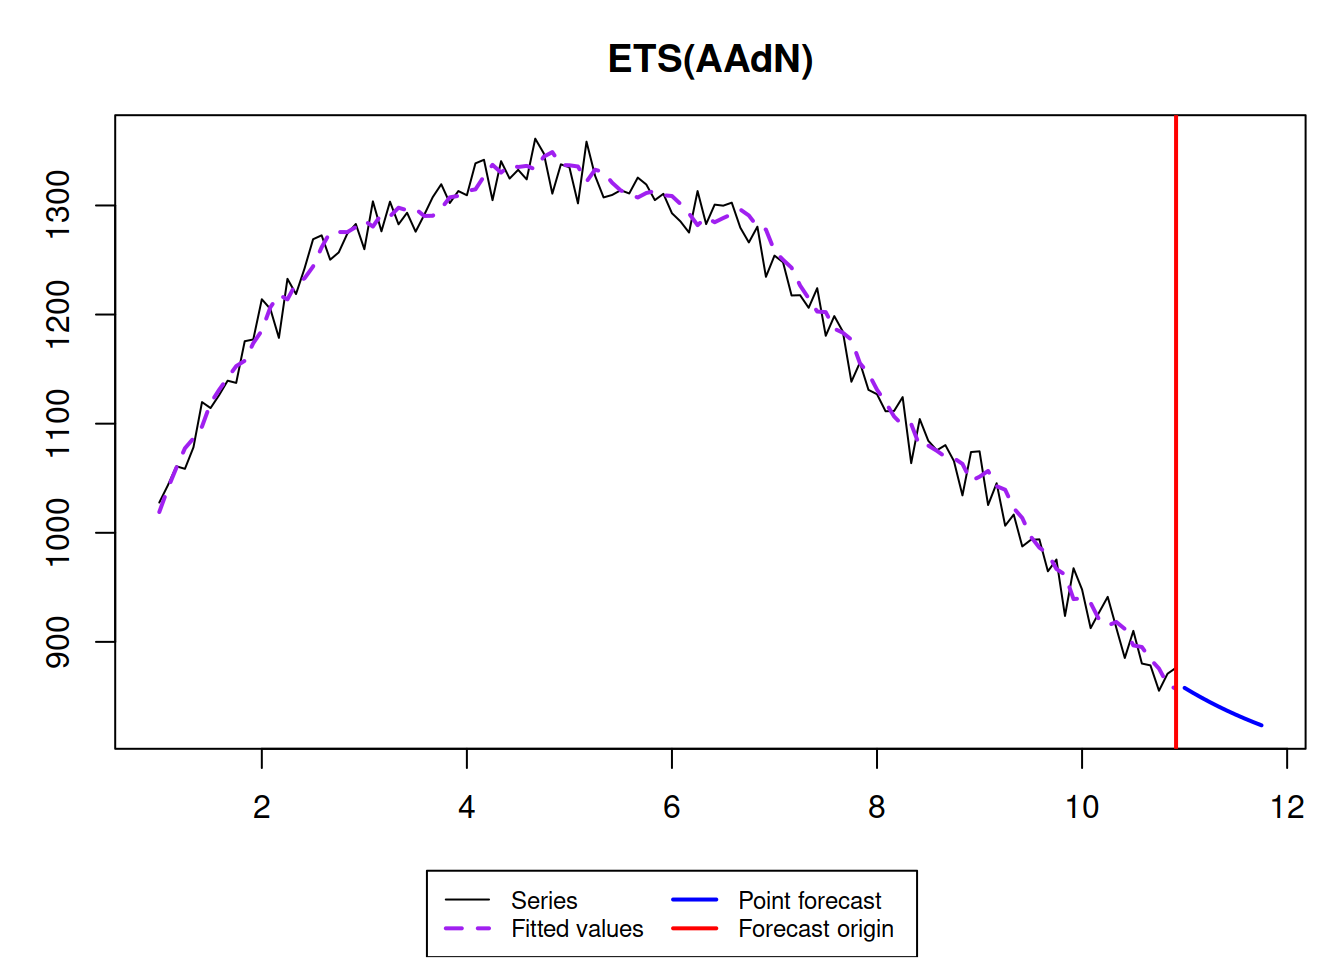 ETS(AAdN)
1300
1200
1100
1000
900
2 4 6 8 10 12
Series Point forecast
Fitted values Forecast origin